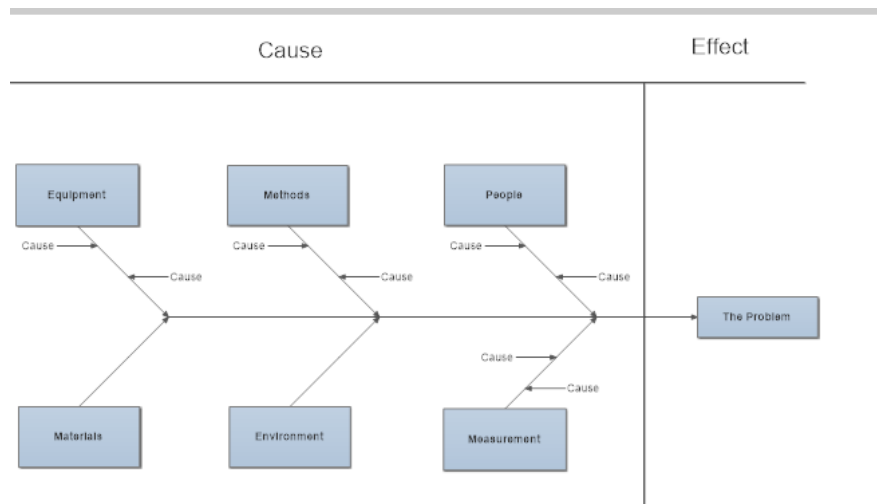 Cause
Effect
Equipment
Methods
People
Cause
Cause
Cause
Cause
Cause
Cause
The Problem
Cause
Cause
Materials
Environment
Measurement